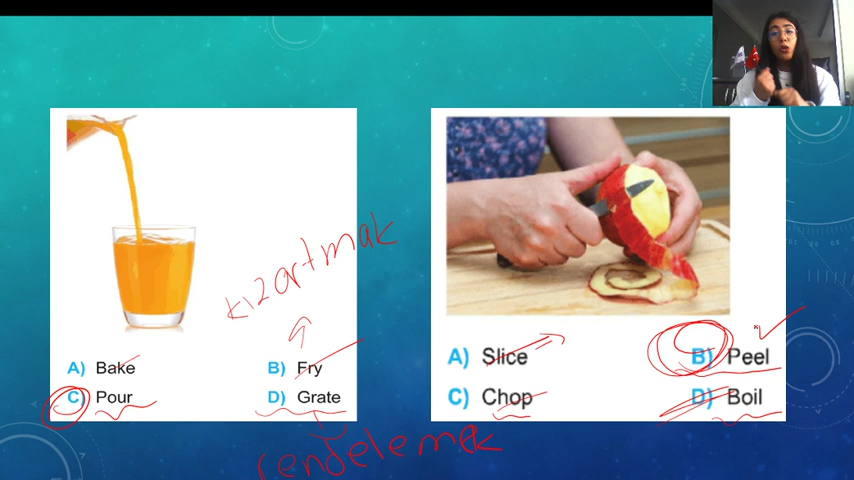 A) Bake
B) Fry
C) Pour
D) Grate
kızartmak
rendelemek
A) Slice
B) Peel
C) Chop
D) Boil